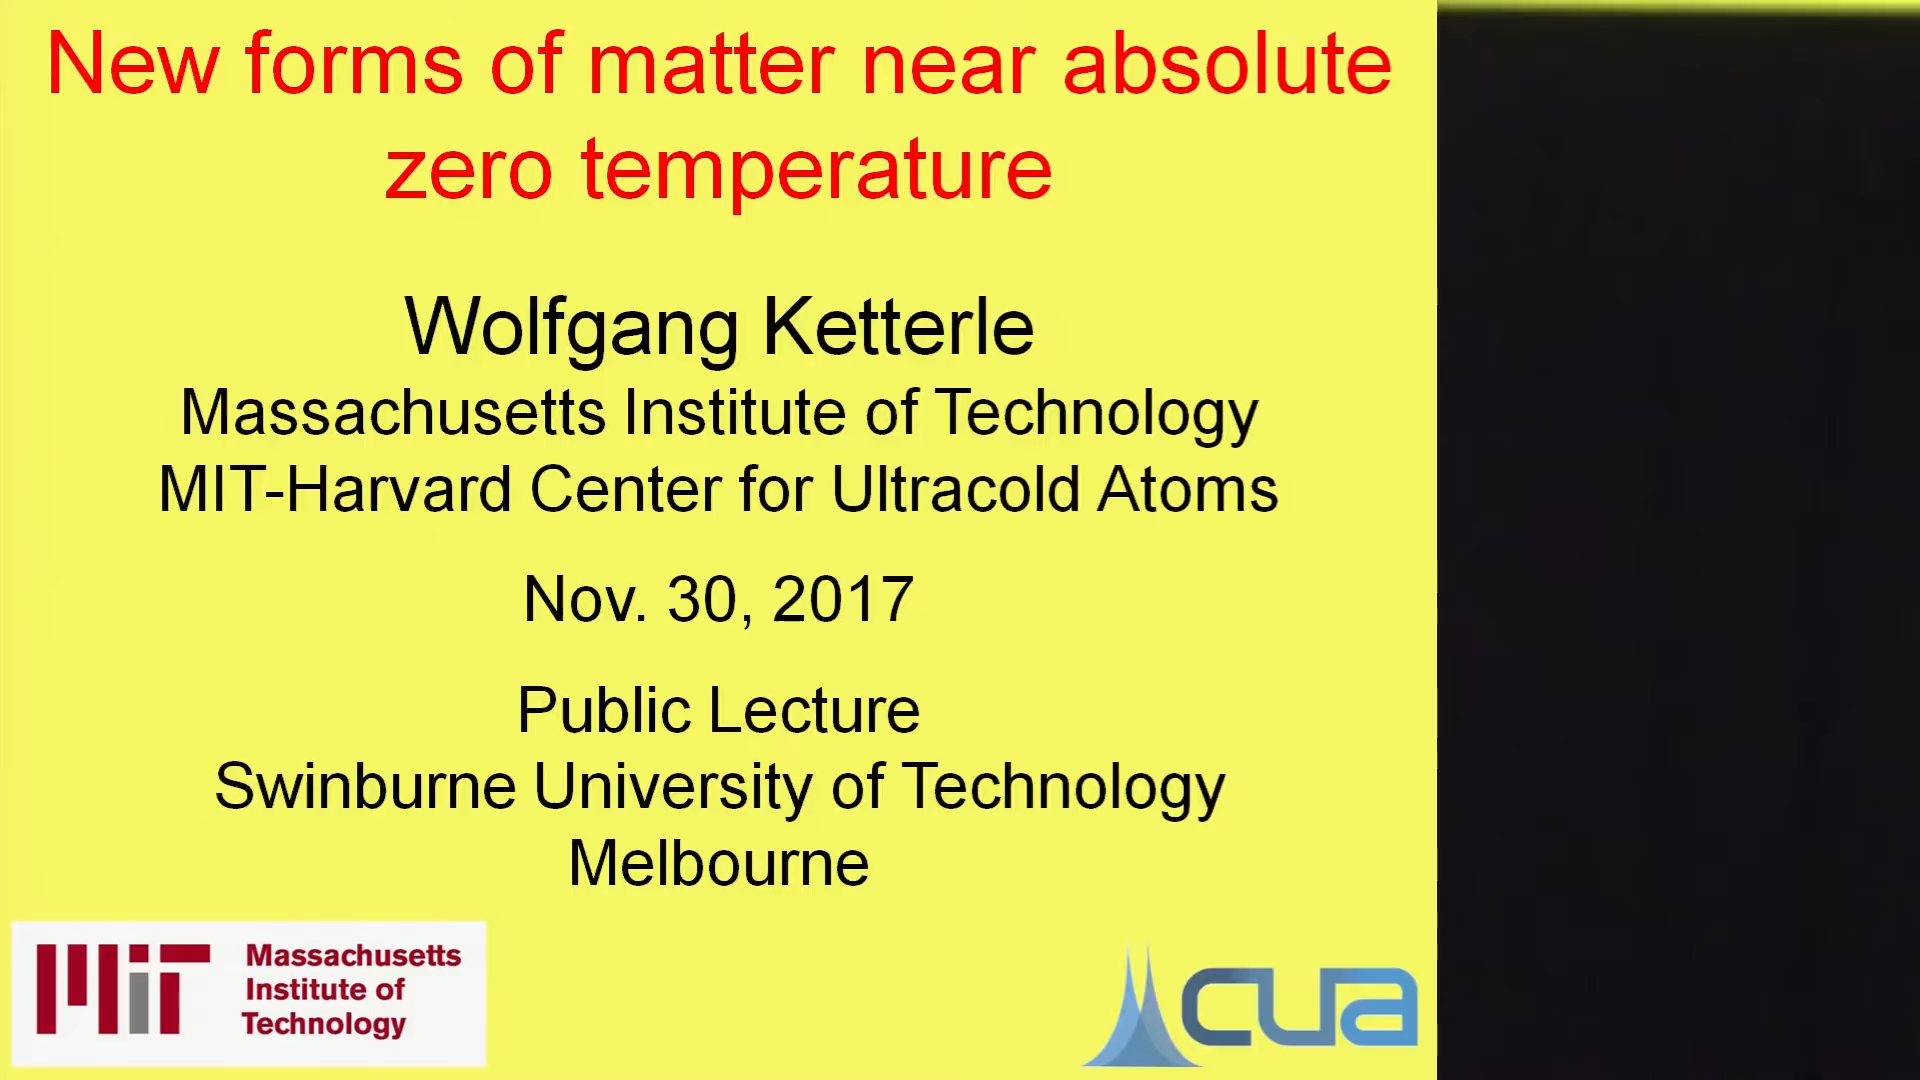 New forms of matter near absolute
zero temperature
Wolfgang Ketterle
Massachusetts Institute of Technology
MIT-Harvard Center for Ultracold Atoms
Nov. 30, 2017
Public Lecture
Swinburne University of Technology
Melbourne
MIT Massachusetts
Institute of
Technology
CUA